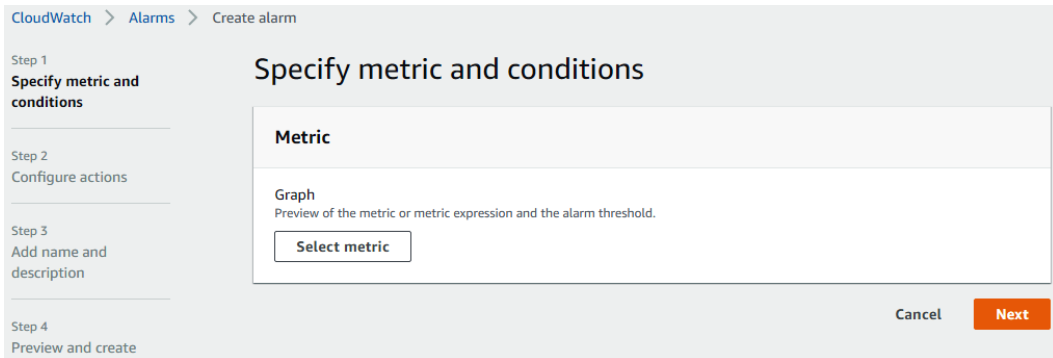 CloudWatch > Alarms > Create alarm
Step 1
Specify metric and
conditions
Step 2
Configure actions
Step 3
Add name and
description
Step 4
Preview and create
Specify metric and conditions
Metric
Graph
Preview of the metric or metric expression and the alarm threshold.
Select metric
Cancel
Next